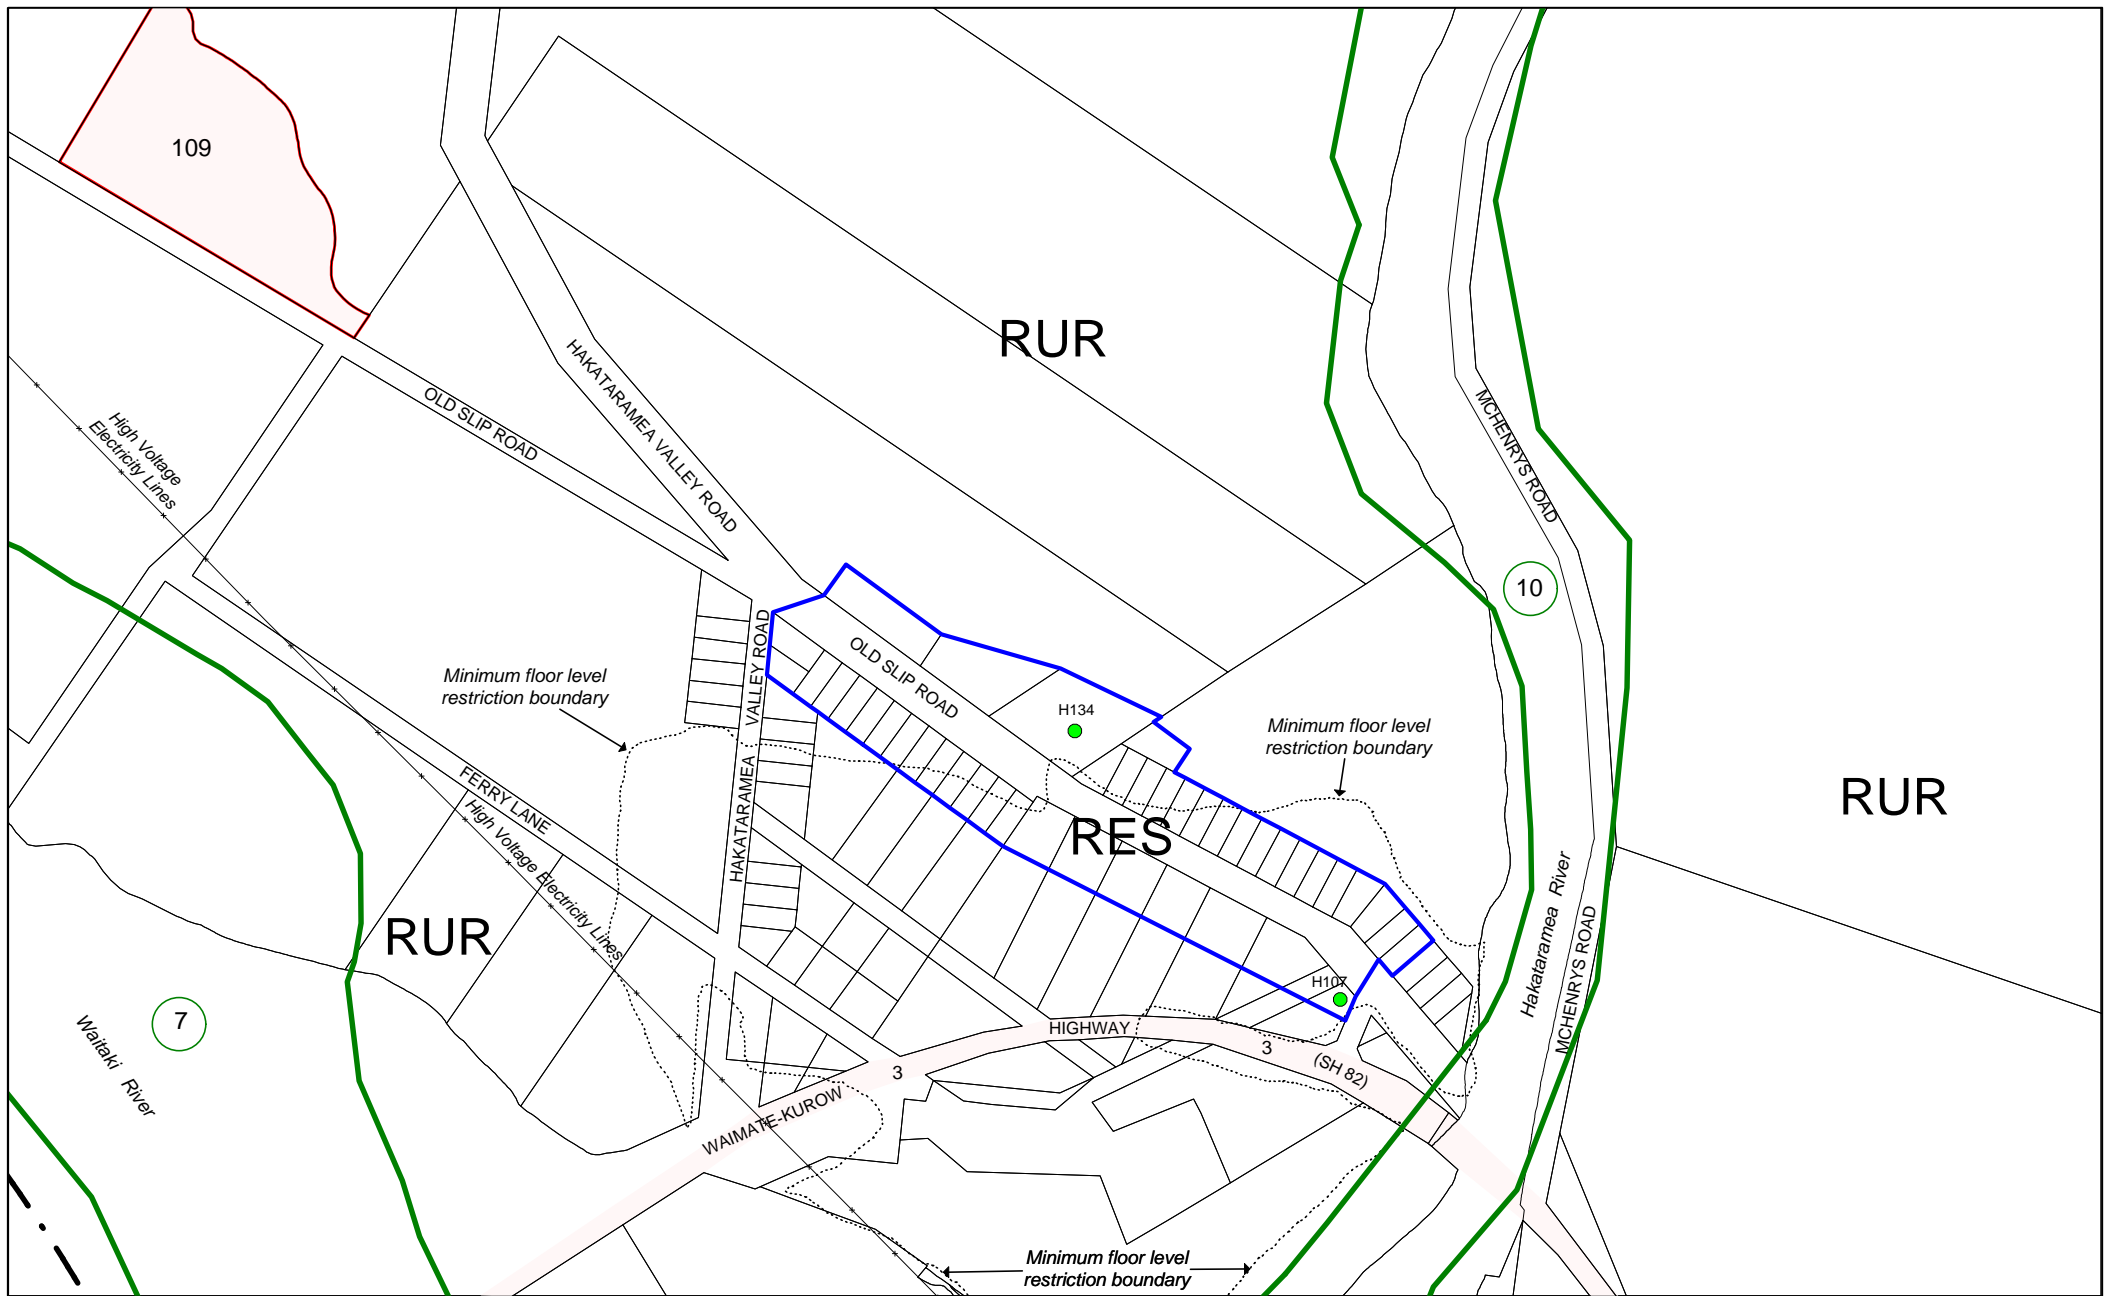 109
RUR
HAKATARAMEA VALLEY ROAD
OLD SLIP ROAD
MCHENRYS ROAD
High Voltage
Electricity Lines
10
HAKATARAMEA VALLEY ROAD
OLD SLIP ROAD
Minimum floor level
restriction boundary
H134
Minimum floor level
restriction boundary
FERRY LANE
High Voltage Electricity Lines
RES
RUR
RUR
Hakataramea River
MCHENRYS ROAD
H107
7
Waitaki River
HIGHWAY
3
(SH 82)
3
WAIMATE-KUROW
Minimum floor level
restriction boundary